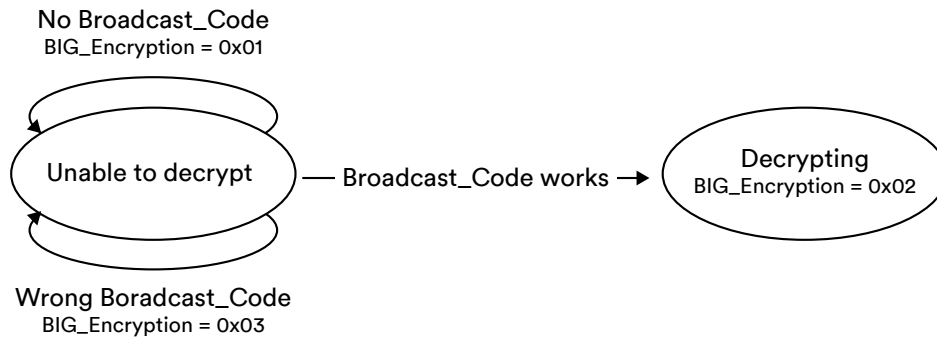 No Broadcast_Code
BIG_Encryption = 0x01
Unable to decrypt
Broadcast_Code works
Decrypting
BIG_Encryption = 0x02
Wrong Boradcast_Code
BIG_Encryption = 0x03